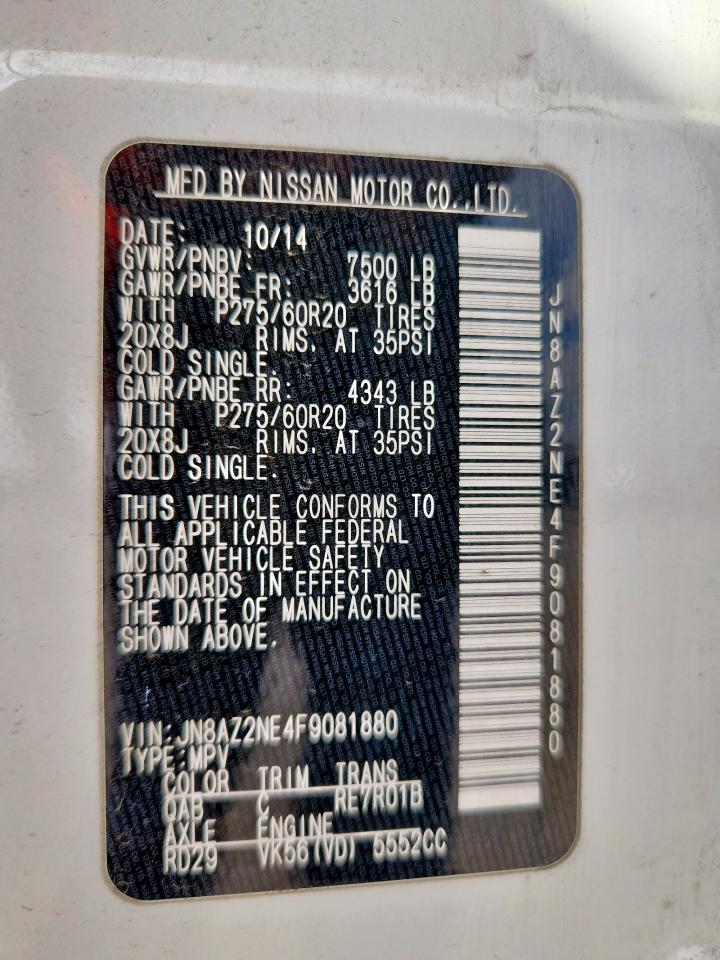 MFD BY NISSAN MOTOR CO.,LTD.
DATE: 10/14
GVWR/PNBV: 7500 LB
GAWR/PNBE FR: 3616 LB
WITH P275/60R20 TIRES
20X8J RIMS, AT 35PSI
COLD SINGLE.
GAWR/PNBE RR: 4343 LB
WITH P275/60R20 TIRES
20X8J RIMS, AT 35PSI
COLD SINGLE.
THIS VEHICLE CONFORMS TO
ALL APPLICABLE FEDERAL
MOTOR VEHICLE SAFETY
STANDARDS IN EFFECT ON
THE DATE OF MANUFACTURE
SHOWN ABOVE.
VIN:JN8AZ2NE4F9081880
TYPE:MPV
COLOR TRIM TRANS
QAB C RE7R01B
AXLE ENGINE
RD29 VK56(VD) 5552CC
JN8AZ2NE4F9081880